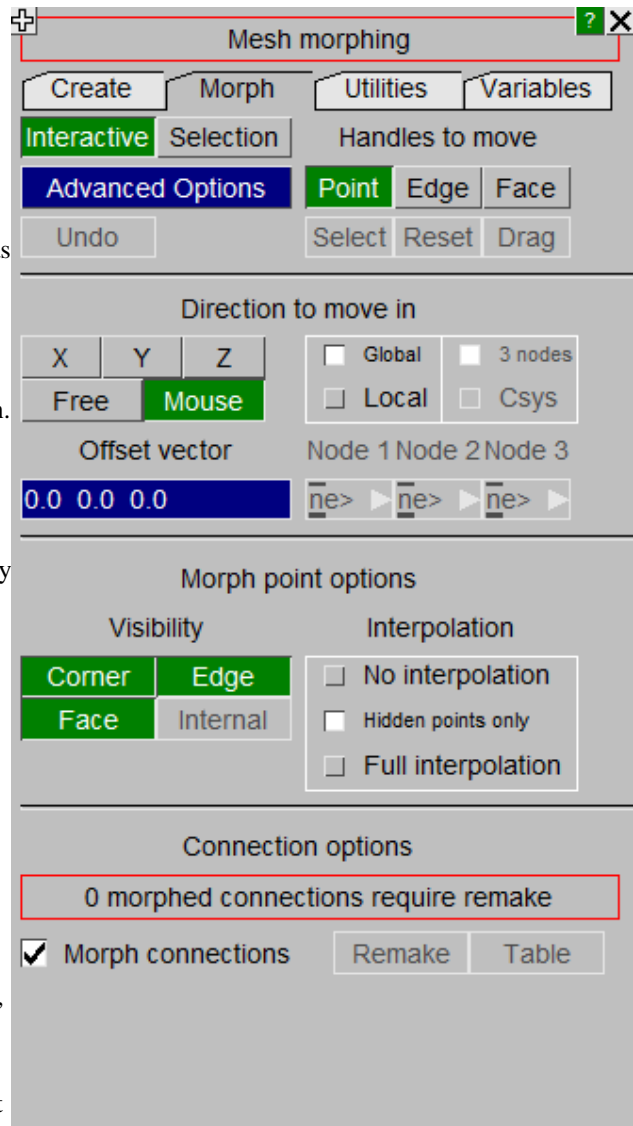 ?
Mesh morphing
Create Morph Utilities Variables
Interactive Selection Handles to move
Advanced Options Point Edge Face
Undo Select Reset Drag
s
Direction to move in
X Y Z Global 3 nodes
Free Mouse Local Csys
Offset vector Node 1 Node 2 Node 3
0.0 0.0 0.0 ne> ne> ne>
y
Morph point options
Visibility Interpolation
Corner Edge No interpolation
Face Internal Hidden points only
Full interpolation
Connection options
0 morphed connections require remake
Morph connections Remake Table
,